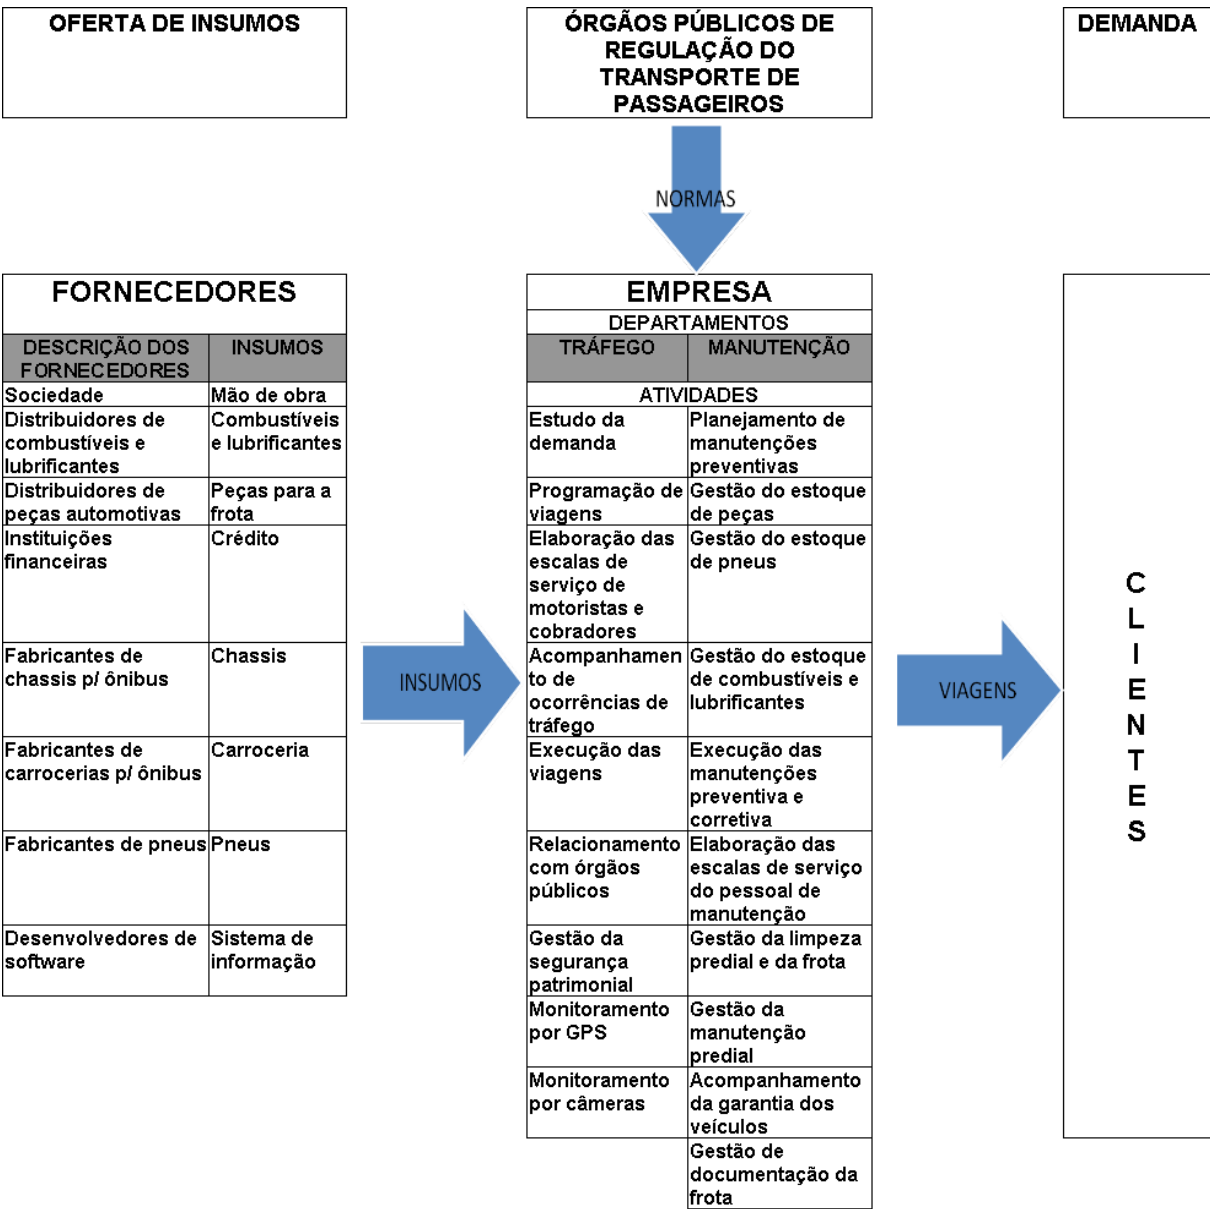 OFERTA DE INSUMOS
ÓRGÃOS PÚBLICOS DE
REGULAÇÃO DO
TRANSPORTE DE
PASSAGEIROS
DEMANDA
NORMAS
FORNECEDORES
DESCRIÇÃO DOS
FORNECEDORES
INSUMOS
Sociedade
Mão de obra
Distribuidores de
combustíveis e
lubrificantes
Combustíveis
e lubrificantes
Distribuidores de
peças automotivas
Peças para a
frota
Instituições
financeiras
Crédito
Fabricantes de
chassis p/ ônibus
Chassis
Fabricantes de
carrocerias p/ ônibus
Carroceria
Fabricantes de pneus
Pneus
Desenvolvedores de
software
Sistema de
informação
INSUMOS
EMPRESA
DEPARTAMENTOS
TRÁFEGO
MANUTENÇÃO
ATIVIDADES
Estudo da
demanda
Planejamento de
manutenções
preventivas
Programação de
viagens
Gestão do estoque
de peças
Elaboração das
escalas de
serviço de
motoristas e
cobradores
Gestão do estoque
de pneus
Acompanhamen
to de
ocorrências de
tráfego
Gestão do estoque
de combustíveis e
lubrificantes
Execução das
viagens
Execução das
manutenções
preventiva e
corretiva
Relacionamento
com órgãos
públicos
Elaboração das
escalas de serviço
do pessoal de
manutenção
Gestão da
segurança
patrimonial
Gestão da limpeza
predial e da frota
Monitoramento
por GPS
Gestão da
manutenção
predial
Monitoramento
por câmeras
Acompanhamento
da garantia dos
veículos
Gestão de
documentação da
frota
VIAGENS
C
L
I
E
N
T
E
S